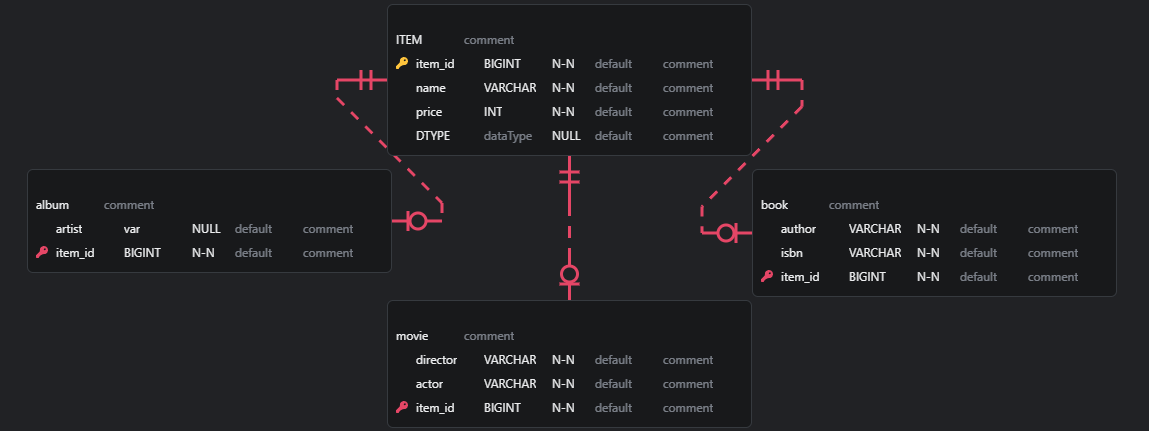 ITEM comment
item_id BIGINT N-N default comment
name VARCHAR N-N default comment
price INT N-N default comment
DTYPE dataType NULL default comment
album comment
artist var NULL default comment
item_id BIGINT N-N default comment
book comment
author VARCHAR N-N default comment
isbn VARCHAR N-N default comment
item_id BIGINT N-N default comment
movie comment
director VARCHAR N-N default comment
actor VARCHAR N-N default comment
item_id BIGINT N-N default comment